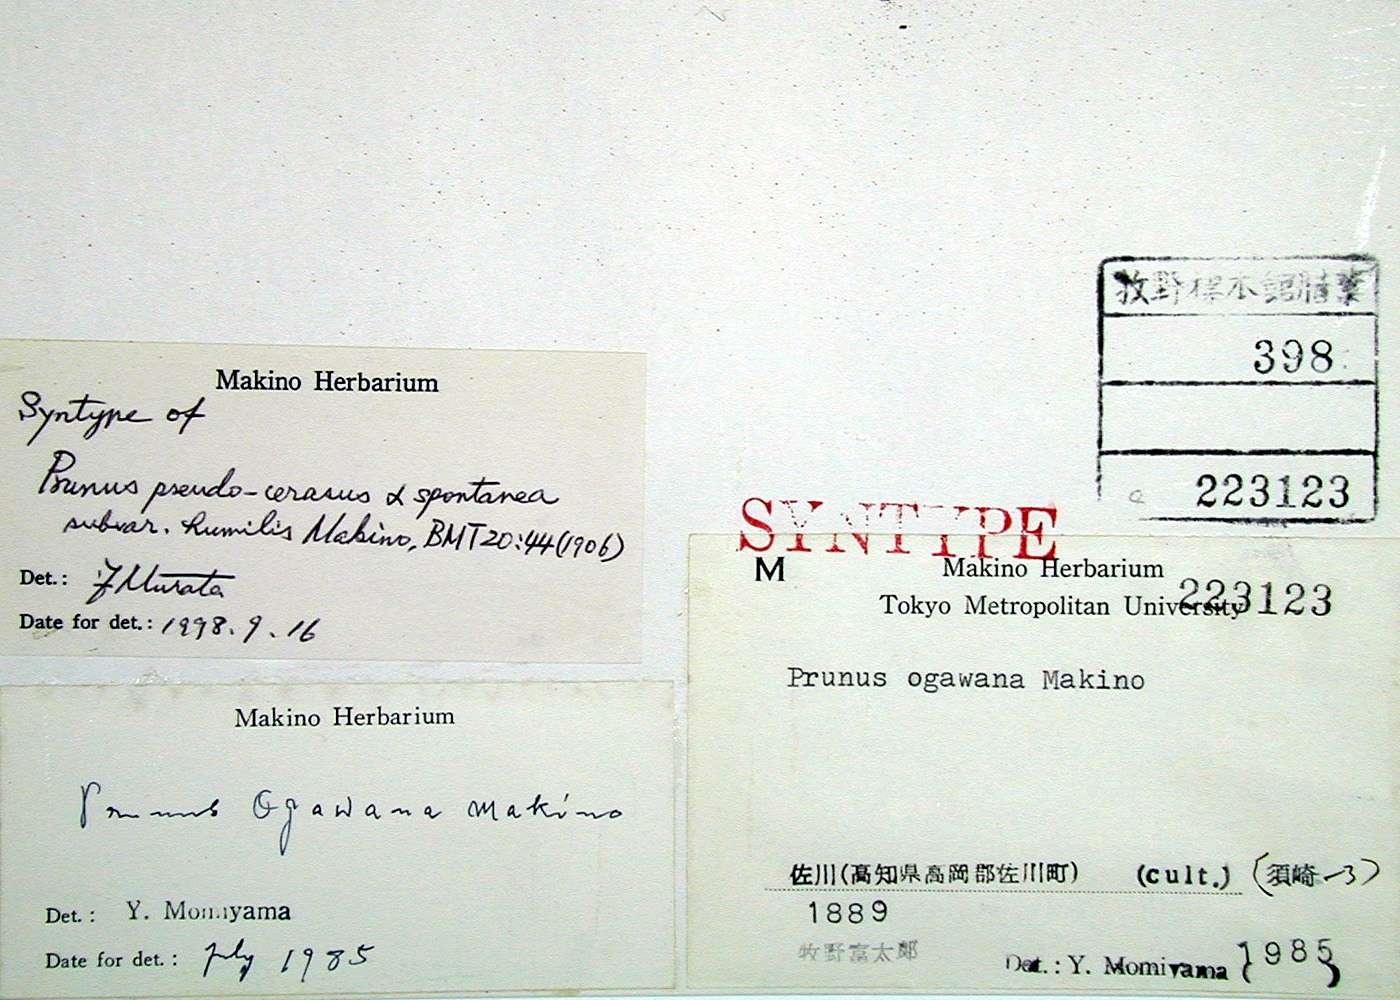 牧野標本館腊葉
398
223123
SYNTYPE
Makino Herbarium
Syntype of
Prunus pseudo-cerasus α spontanea
subvar. humilis Makino, BMT 20:44 (1906)
Det.: J Murata
Date for det.: 1998. 9. 16
Makino Herbarium
Prunus Ogawana Makino
Det.: Y. Momiyama
Date for det.: July 1985
M
Makino Herbarium
Tokyo Metropolitan University 223123
Prunus ogawana Makino
佐川(高知県高岡郡佐川町) (cult.) (須崎-3)
1889
牧野富太郎
Det.: Y. Momiyama (1985)